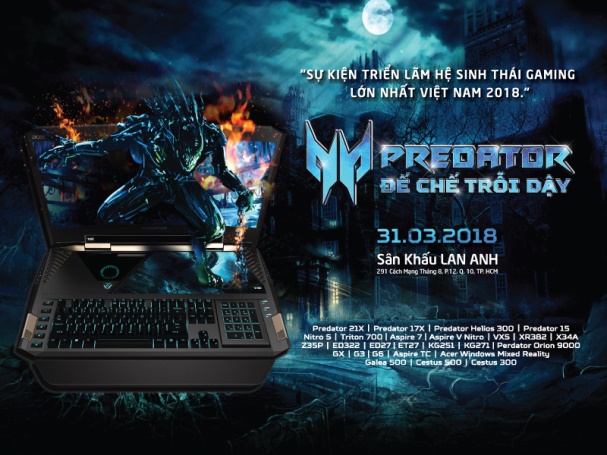 "SỰ KIỆN TRIỂN LÃM HỆ SINH THÁI GAMING
LỚN NHẤT VIỆT NAM 2018."
PREDATOR
ĐẾ CHẾ TRỖI DẬY
31.03.2018
Sân Khấu LAN ANH
291 Cách Mạng Tháng 8, P.12, Q. 10, TP. HCM
Predator 21X | Predator 17X | Predator Helios 300 | Predator 15
Nitro 5 | Triton 700 | Aspire 7 | Aspire V Nitro | VX5 | XR382 | X34A
Z35P | ED322 | ED27 | ET27 | KG251 | KG271 | Perdator Orion 9000
GX | G3 | G6 | Aspire TC | Acer Windows Mixed Reality
Galea 500 | Cestus 500 | Cestus 300